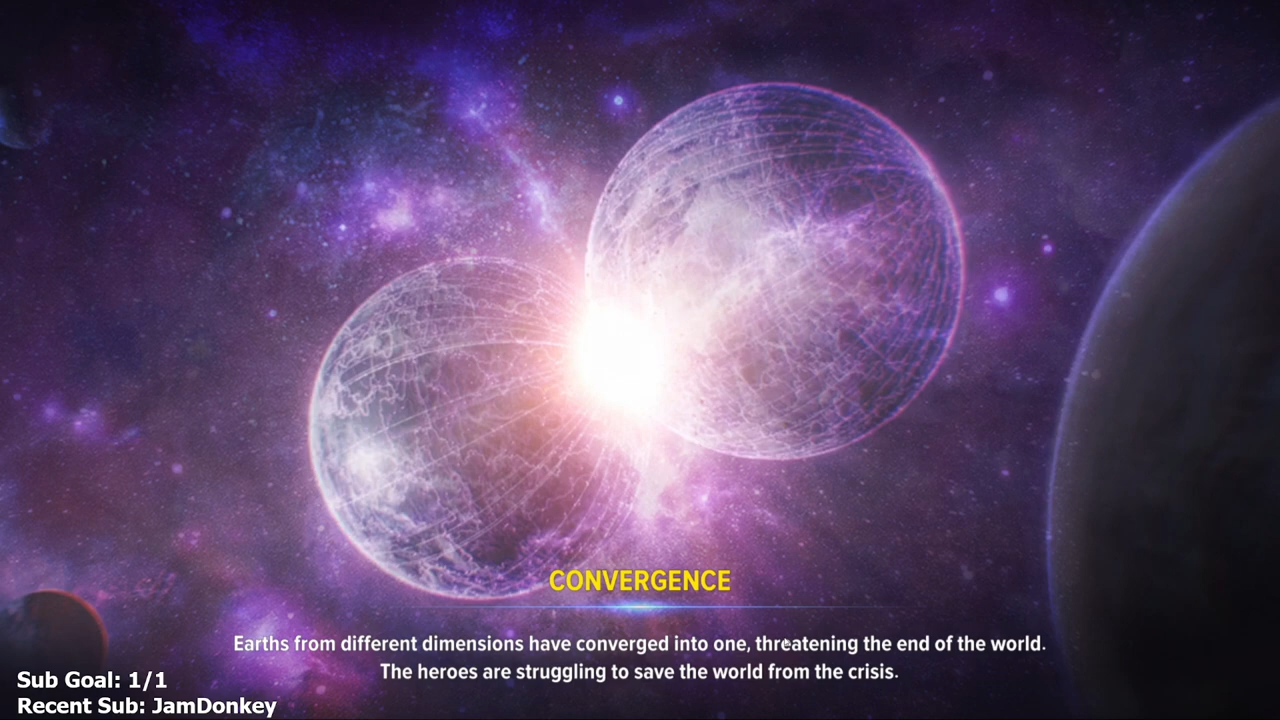 CONVERGENCE
Earths from different dimensions have converged into one, threatening the end of the world.
The heroes are struggling to save the world from the crisis.
Sub Goal: 1/1
Recent Sub: JamDonkey